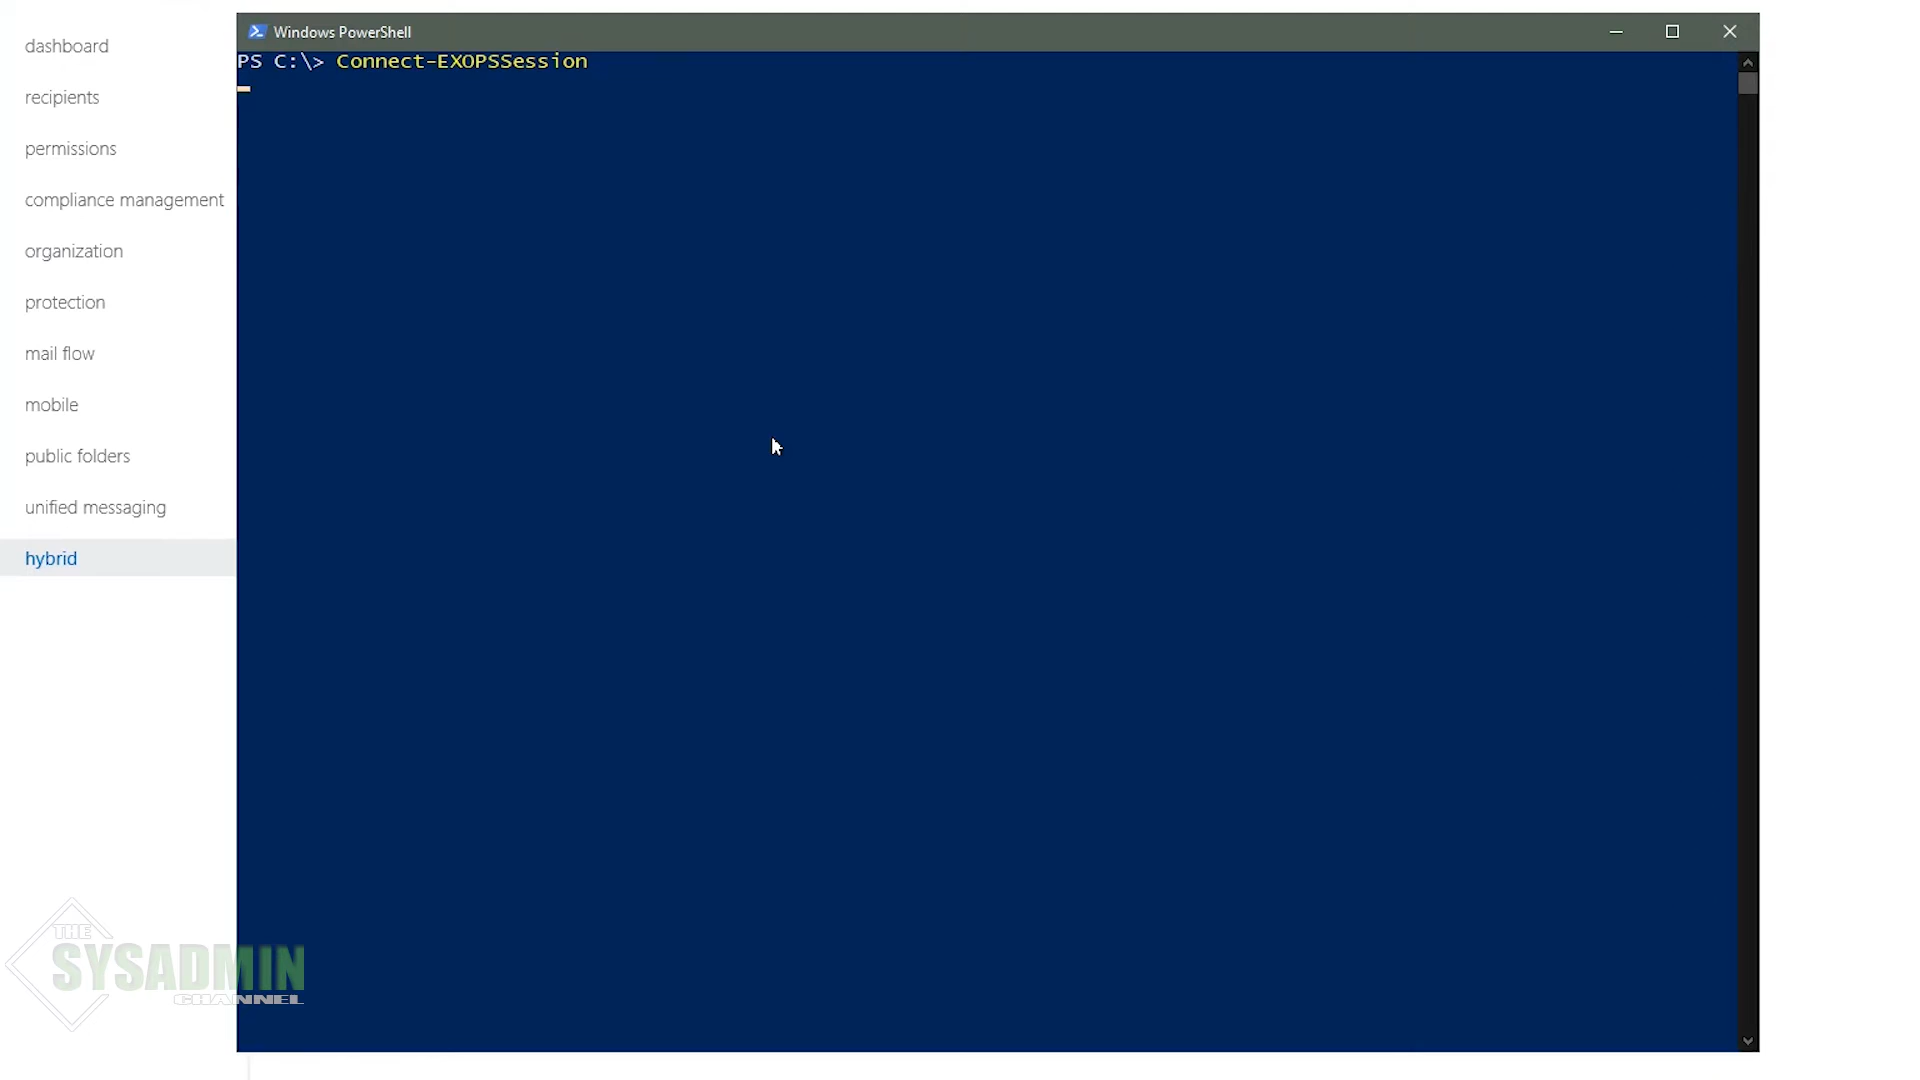 dashboard
recipients
permissions
compliance management
organization
protection
mail flow
mobile
public folders
unified messaging
hybrid
Windows PowerShell
PS C:\> Connect-EXOPSSession
THE
SYSADMIN
CHANNEL